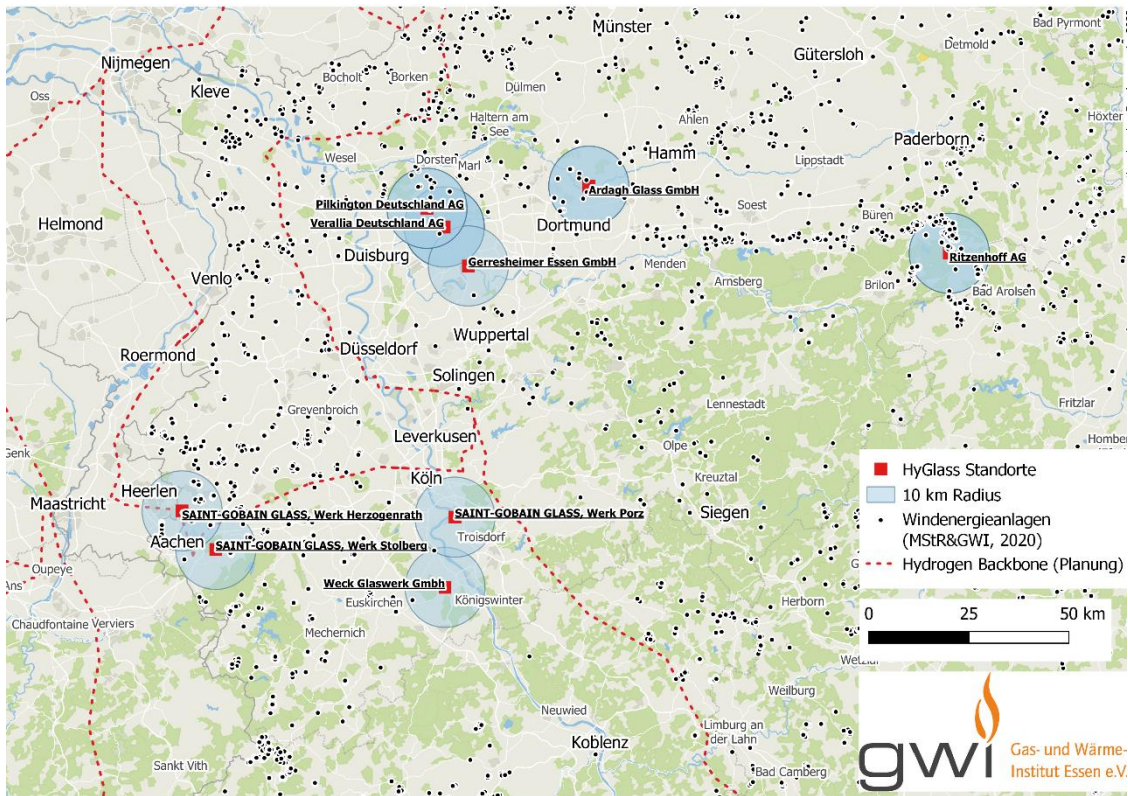 Münster
Bad Pyrmont
Gütersloh
Detmold
Nijmegen
Bocholt
Borken
Oss
Kleve
Dülmen
Höxter
Haltern am
See
Ahlen
Paderborn
Wesel
Dorsten
Marl
Hamm
Lippstadt
Ardagh Glass GmbH
Pilkington Deutschland AG
Soest
Verallia Deutschland AG
Dortmund
Büren
Helmond
Duisburg
Gerresheimer Essen GmbH
Menden
Ritzenhoff AG
Venlo
Arnsberg
Brilon
Bad Arolsen
Wuppertal
Roermond
Düsseldorf
Solingen
Lennestadt
Fritzlar
Grevenbroich
Leverkusen
Olpe
Homber
Genk
Kreuztal
Köln
Heerlen
Maastricht
SAINT-GOBAIN GLASS, Werk Herzogenrath
SAINT-GOBAIN GLASS, Werk Porz
Siegen
Aachen
SAINT-GOBAIN GLASS, Werk Stolberg
Troisdorf
Oupeye
Ans
Weck Glaswerk Gmbh
Euskirchen
Königswinter
Herborn
Chaudfontaine
Verviers
Mechernich
Wetzlar
Weilburg
Neuwied
Limburg an
der Lahn
Koblenz
Sankt Vith
Bad Camberg
HyGlass Standorte
10 km Radius
Windenergieanlagen
(MStR&GWI, 2020)
Hydrogen Backbone (Planung)
0 25 50 km
gwi
Gas- und Wärme-
Institut Essen e.V.